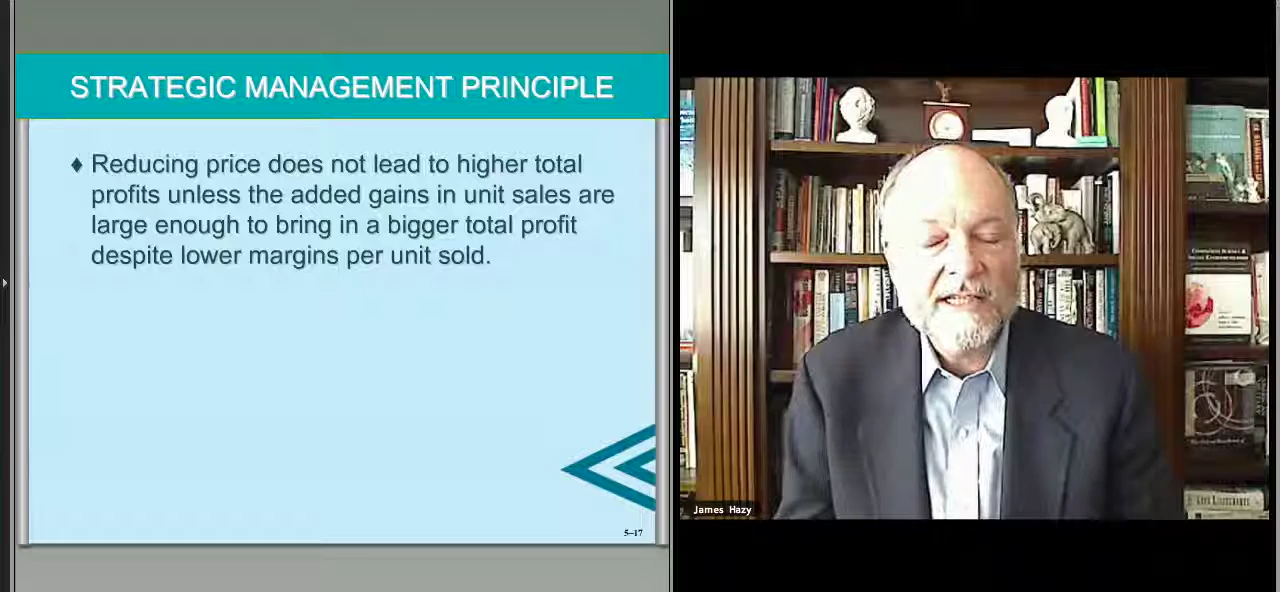 STRATEGIC MANAGEMENT PRINCIPLE
♦ Reducing price does not lead to higher total
profits unless the added gains in unit sales are
large enough to bring in a bigger total profit
despite lower margins per unit sold.
5–17
James Hazy